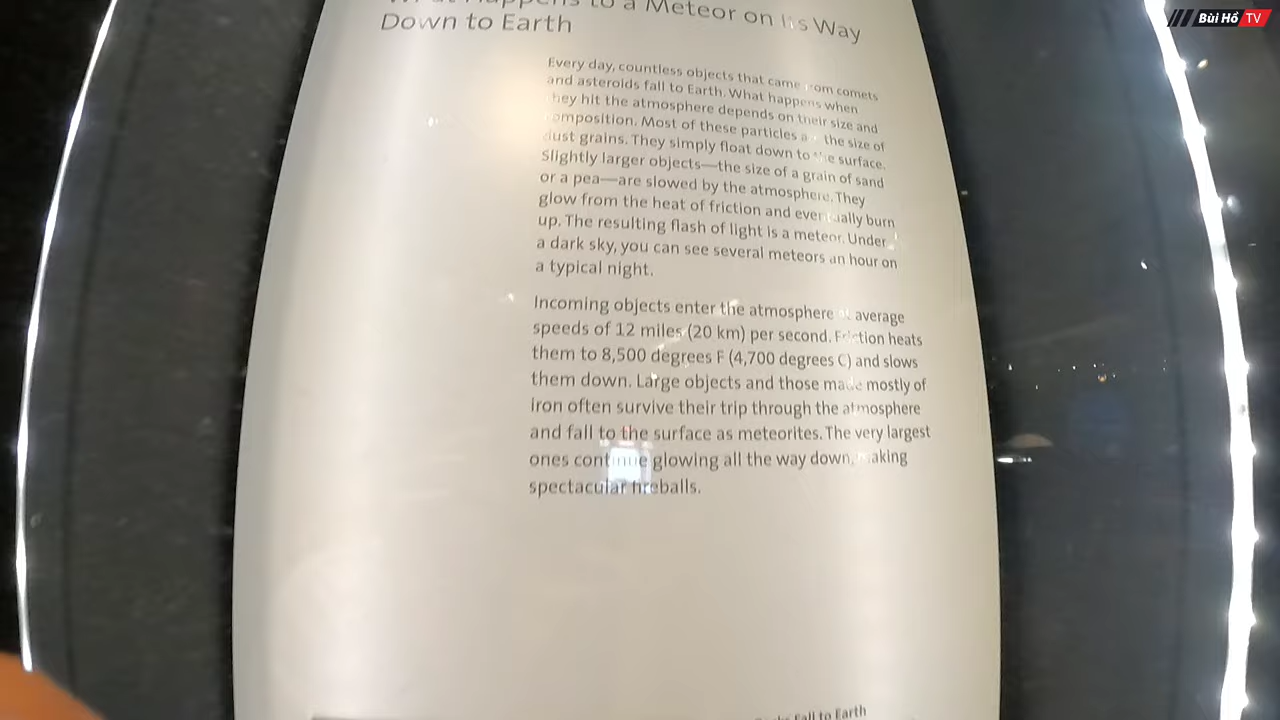 What Happens to a Meteor on Its Way
Down to Earth
Every day, countless objects that came from comets
and asteroids fall to Earth. What happens when
they hit the atmosphere depends on their size and
composition. Most of these particles are the size of
dust grains. They simply float down to the surface.
Slightly larger objects—the size of a grain of sand
or a pea—are slowed by the atmosphere. They
glow from the heat of friction and eventually burn
up. The resulting flash of light is a meteor. Under
a dark sky, you can see several meteors an hour on
a typical night.
Incoming objects enter the atmosphere at average
speeds of 12 miles (20 km) per second. Friction heats
them to 8,500 degrees F (4,700 degrees C) and slows
them down. Large objects and those made mostly of
iron often survive their trip through the atmosphere
and fall to the surface as meteorites. The very largest
ones continue glowing all the way down, making
spectacular fireballs.
Fall to Earth
Bùi Hồ TV